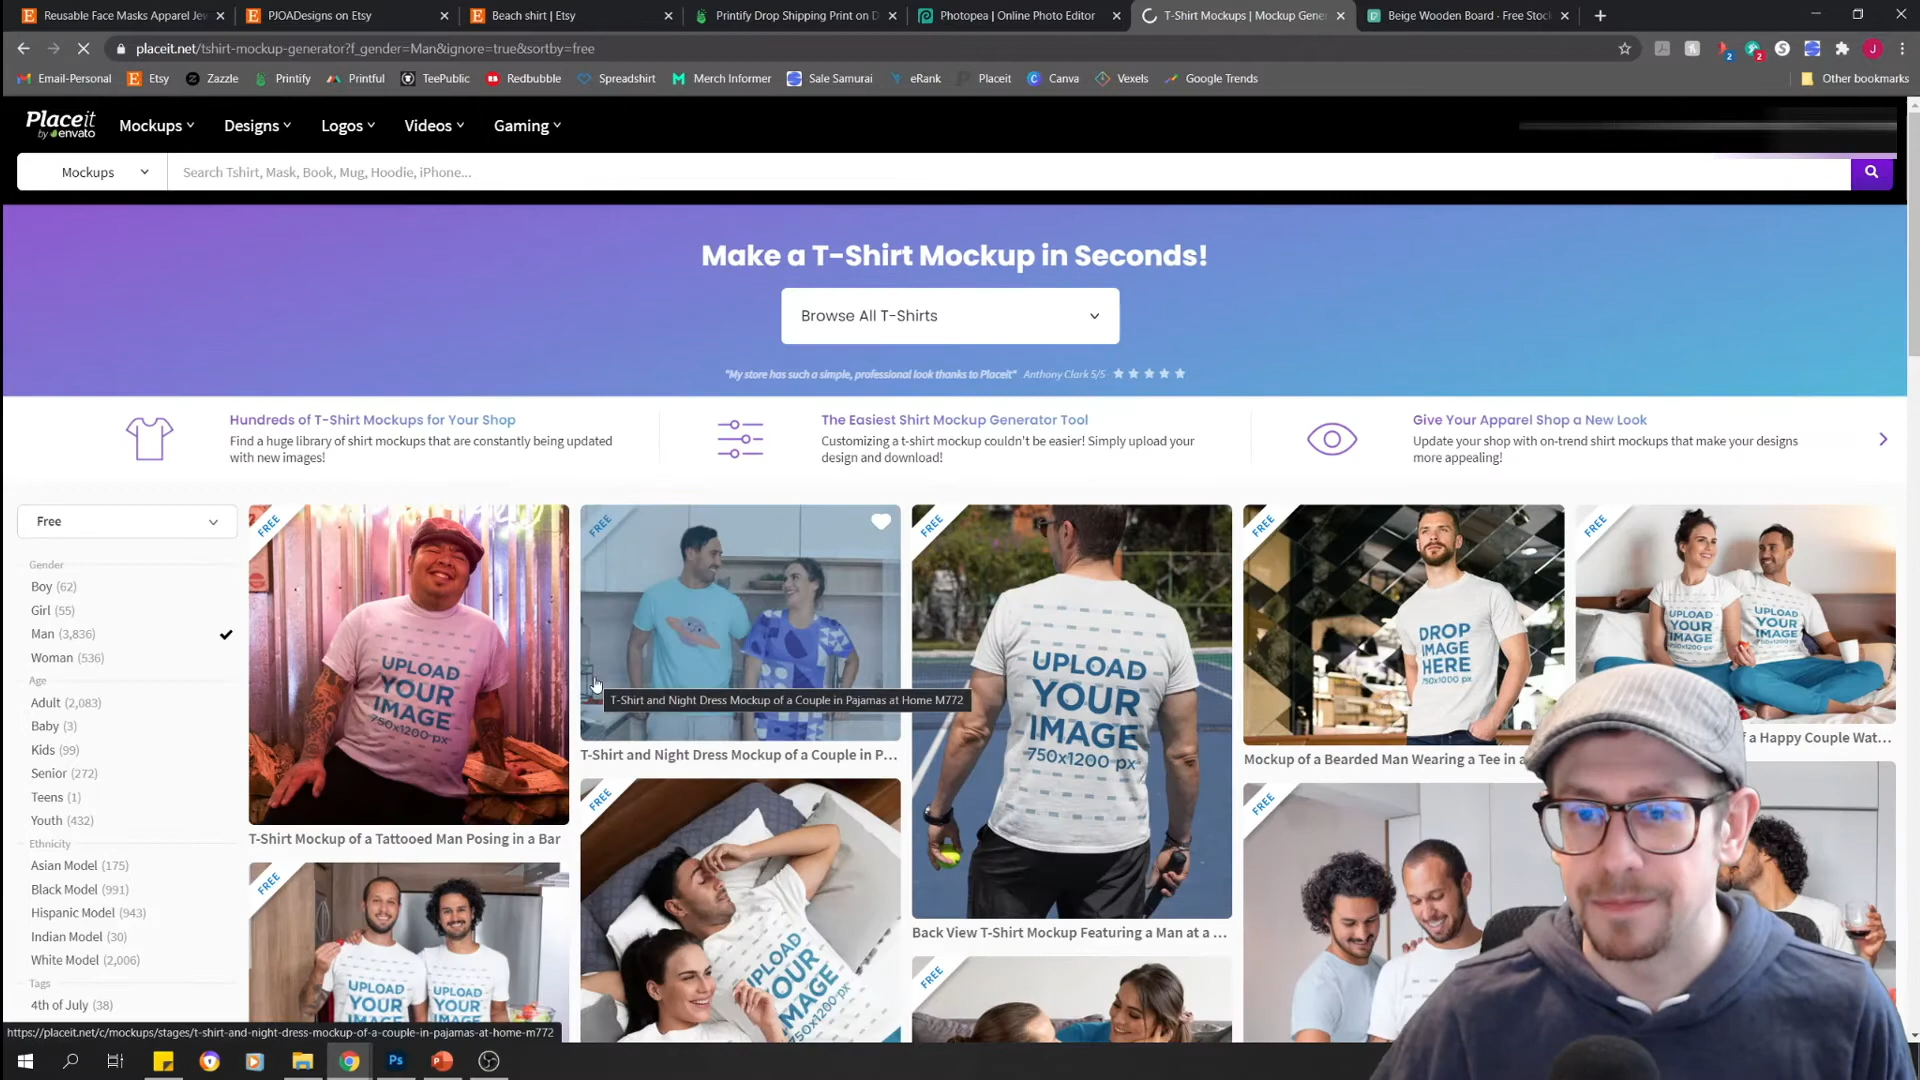 Reusable Face Masks Apparel Jew
PJOADesigns on Etsy
Beach shirt | Etsy
Printify Drop Shipping Print on D
Photopea | Online Photo Editor
T-Shirt Mockups | Mockup Gene
Beige Wooden Board - Free Stoc
placeit.net/tshirt-mockup-generator?f_gender=Man&ignore=true&sortby=free
Email-Personal
Etsy
Zazzle
Printify
Printful
TeePublic
Redbubble
Spreadshirt
Merch Informer
Sale Samurai
eRank
Placeit
Canva
Vexels
Google Trends
Other bookmarks
Placeit
by envato
Mockups
Designs
Logos
Videos
Gaming
Mockups
Search Tshirt, Mask, Book, Mug, Hoodie, iPhone...
Make a T-Shirt Mockup in Seconds!
Browse All T-Shirts
"My store has such a simple, professional look thanks to Placeit" Anthony Clark 5/5
Hundreds of T-Shirt Mockups for Your Shop
Find a huge library of shirt mockups that are constantly being updated
with new images!
The Easiest Shirt Mockup Generator Tool
Customizing a t-shirt mockup couldn't be easier! Simply upload your
design and download!
Give Your Apparel Shop a New Look
Update your shop with on-trend shirt mockups that make your designs
more appealing!
Free
Gender
Boy (62)
Girl (55)
Man (3,836)
Woman (536)
Age
Adult (2,083)
Baby (3)
Kids (99)
Senior (272)
Teens (1)
Youth (432)
Ethnicity
Asian Model (175)
Black Model (991)
Hispanic Model (943)
Indian Model (30)
White Model (2,006)
Tags
4th of July (38)
FREE
UPLOAD
YOUR
IMAGE
750x1200 px
T-Shirt Mockup of a Tattooed Man Posing in a Bar
FREE
UPLOAD
YOUR
UPLOAD
YOUR
FREE
T-Shirt and Night Dress Mockup of a Couple in Pajamas at Home M772
T-Shirt and Night Dress Mockup of a Couple in P...
FREE
UPLOAD
YOUR
IMAGE
750x1200 px
FREE
UPLOAD
YOUR
IMAGE
750x1200 px
Back View T-Shirt Mockup Featuring a Man at a ...
FREE
FREE
DROP
IMAGE
HERE
750x1000 px
Mockup of a Bearded Man Wearing a Tee in a
FREE
FREE
UPLOAD
YOUR
IMAGE
UPLOAD
YOUR
IMAGE
f a Happy Couple Wat...
https://placeit.net/c/mockups/stages/t-shirt-and-night-dress-mockup-of-a-couple-in-pajamas-at-home-m772